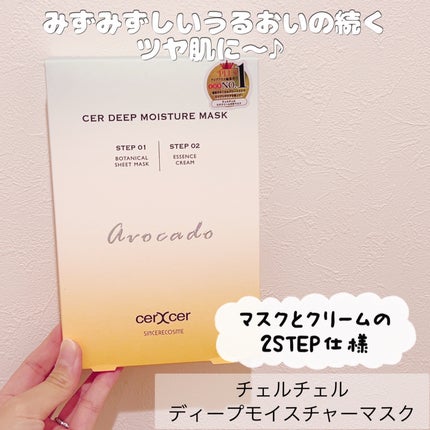 みずみずしいうるおいの続く
ツヤ肌に〜♪
No.1
CER DEEP MOISTURE MASK
STEP 01
BOTANICAL
SHEET MASK
STEP 02
ESSENCE
CREAM
Avocado
cerXcer
SINCERECOSME
マスクとクリームの
2STEP仕様
チェルチェル
ディープモイスチャーマスク